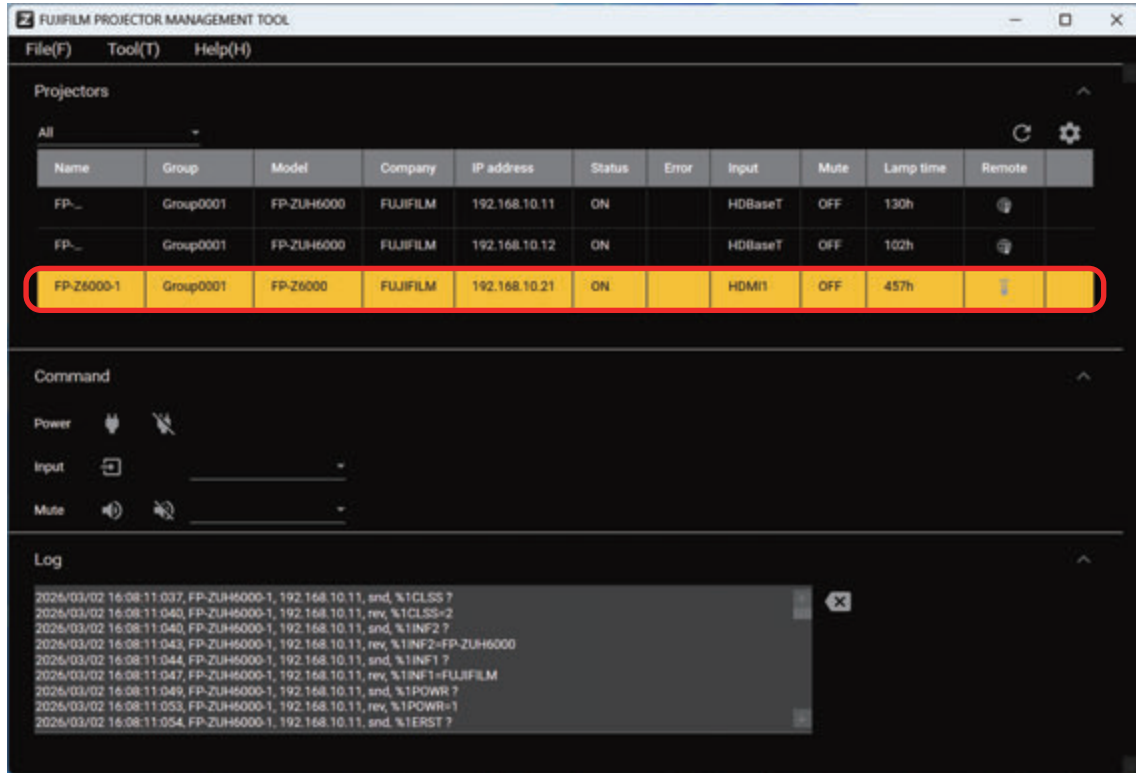 FUJIFILM PROJECTOR MANAGEMENT TOOL
File(F) Tool(T) Help(H)
Projectors
All
Name Group Model Company IP address Status Error Input Mute Lamp time Remote
FP-... Group0001 FP-ZUH6000 FUJIFILM 192.168.10.11 ON HDBaseT OFF 130h
FP-... Group0001 FP-ZUH6000 FUJIFILM 192.168.10.12 ON HDBaseT OFF 102h
FP-Z6000-1 Group0001 FP-Z6000 FUJIFILM 192.168.10.21 ON HDMI1 OFF 457h
Command
Power
Input
Mute
Log
2026/03/02 16:08:11:037, FP-ZUH6000-1, 192.168.10.11, snd, %1CLSS ?
2026/03/02 16:08:11:040, FP-ZUH6000-1, 192.168.10.11, rev, %1CLSS=2
2026/03/02 16:08:11:040, FP-ZUH6000-1, 192.168.10.11, snd, %1INF2 ?
2026/03/02 16:08:11:043, FP-ZUH6000-1, 192.168.10.11, rev, %1INF2=FP-ZUH6000
2026/03/02 16:08:11:044, FP-ZUH6000-1, 192.168.10.11, snd, %1INF1 ?
2026/03/02 16:08:11:047, FP-ZUH6000-1, 192.168.10.11, rev, %1INF1=FUJIFILM
2026/03/02 16:08:11:049, FP-ZUH6000-1, 192.168.10.11, snd, %1POWR ?
2026/03/02 16:08:11:053, FP-ZUH6000-1, 192.168.10.11, rev, %1POWR=1
2026/03/02 16:08:11:054, FP-ZUH6000-1, 192.168.10.11, snd, %1ERST ?